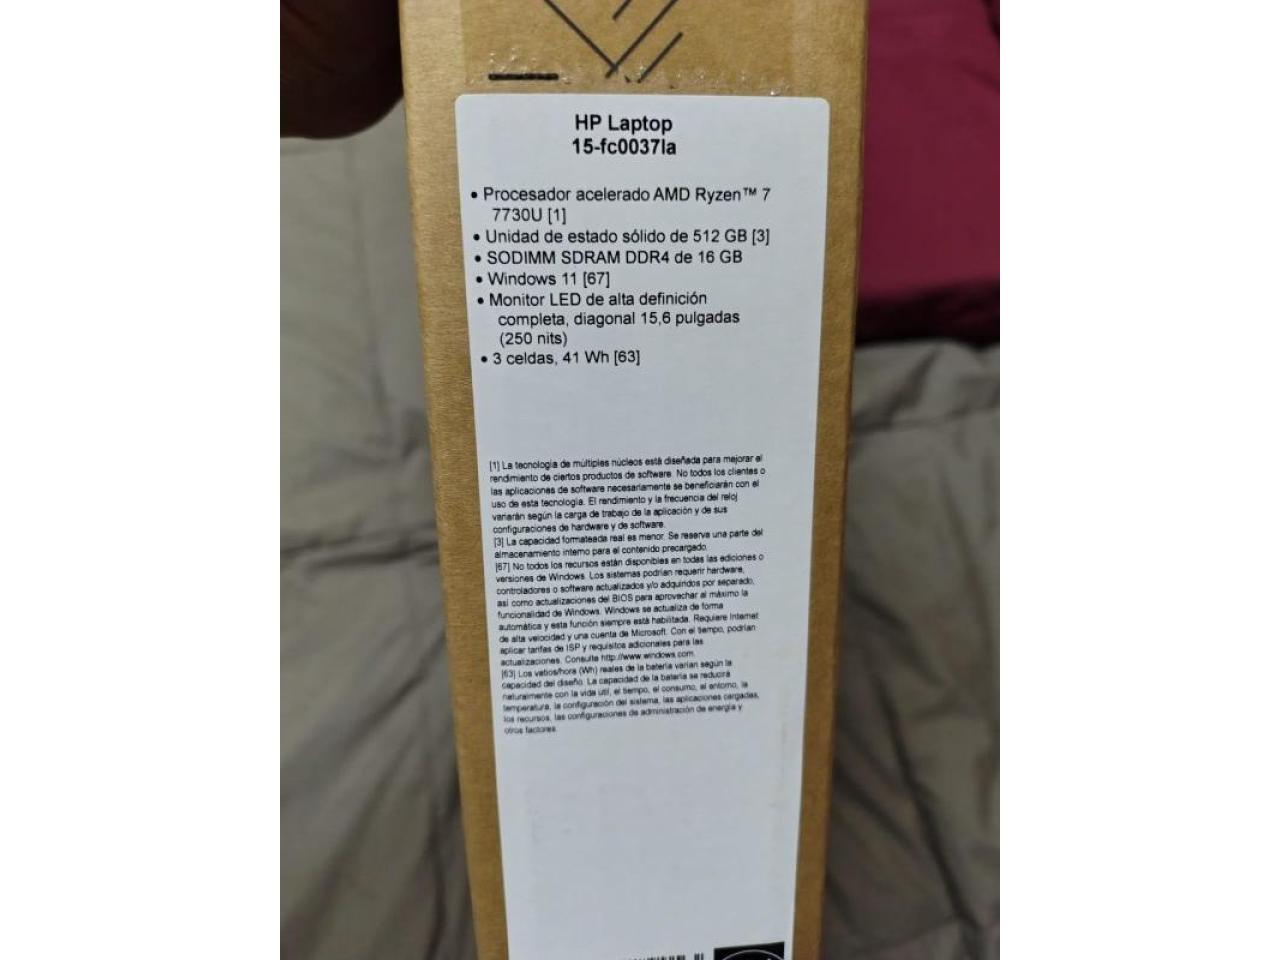 HP Laptop
15-fc0037la
• Procesador acelerado AMD Ryzen™ 7
7730U [1]
• Unidad de estado sólido de 512 GB [3]
• SODIMM SDRAM DDR4 de 16 GB
• Windows 11 [67]
• Monitor LED de alta definición
completa, diagonal 15,6 pulgadas
(250 nits)
• 3 celdas, 41 Wh [63]
[1] La tecnología de múltiples núcleos está diseñada para mejorar el
rendimiento de ciertos productos de software. No todos los clientes o
las aplicaciones de software necesariamente se beneficiarán con el
uso de esta tecnología. El rendimiento y la frecuencia del reloj
variarán según la carga de trabajo de la aplicación y de sus
configuraciones de hardware y de software.
[3] La capacidad formateada real es menor. Se reserva una parte del
almacenamiento interno para el contenido precargado.
[67] No todos los recursos están disponibles en todas las ediciones o
versiones de Windows. Los sistemas podrían requerir hardware,
controladores o software actualizados y/o adquiridos por separado,
así como actualizaciones del BIOS para aprovechar al máximo la
funcionalidad de Windows. Windows se actualiza de forma
automática y esta función siempre está habilitada. Requiere Internet
de alta velocidad y una cuenta de Microsoft. Con el tiempo, podrían
aplicar tarifas de ISP y requisitos adicionales para las
actualizaciones. Consulte http://www.windows.com.
[63] Los vatios/hora (Wh) reales de la batería varían según la
capacidad del diseño. La capacidad de la batería se reducirá
naturalmente con la vida útil, el tiempo, el consumo, el entorno, la
temperatura, la configuración del sistema, las aplicaciones cargadas,
los recursos, las configuraciones de administración de energía y
otros factores.